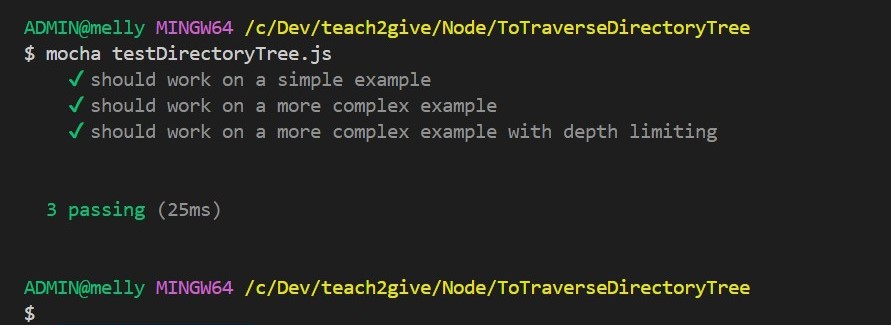 ADMIN@melly MINGW64 /c/Dev/teach2give/Node/ToTraverseDirectoryTree
$ mocha testDirectoryTree.js
✓ should work on a simple example
✓ should work on a more complex example
✓ should work on a more complex example with depth limiting
3 passing (25ms)
ADMIN@melly MINGW64 /c/Dev/teach2give/Node/ToTraverseDirectoryTree
$